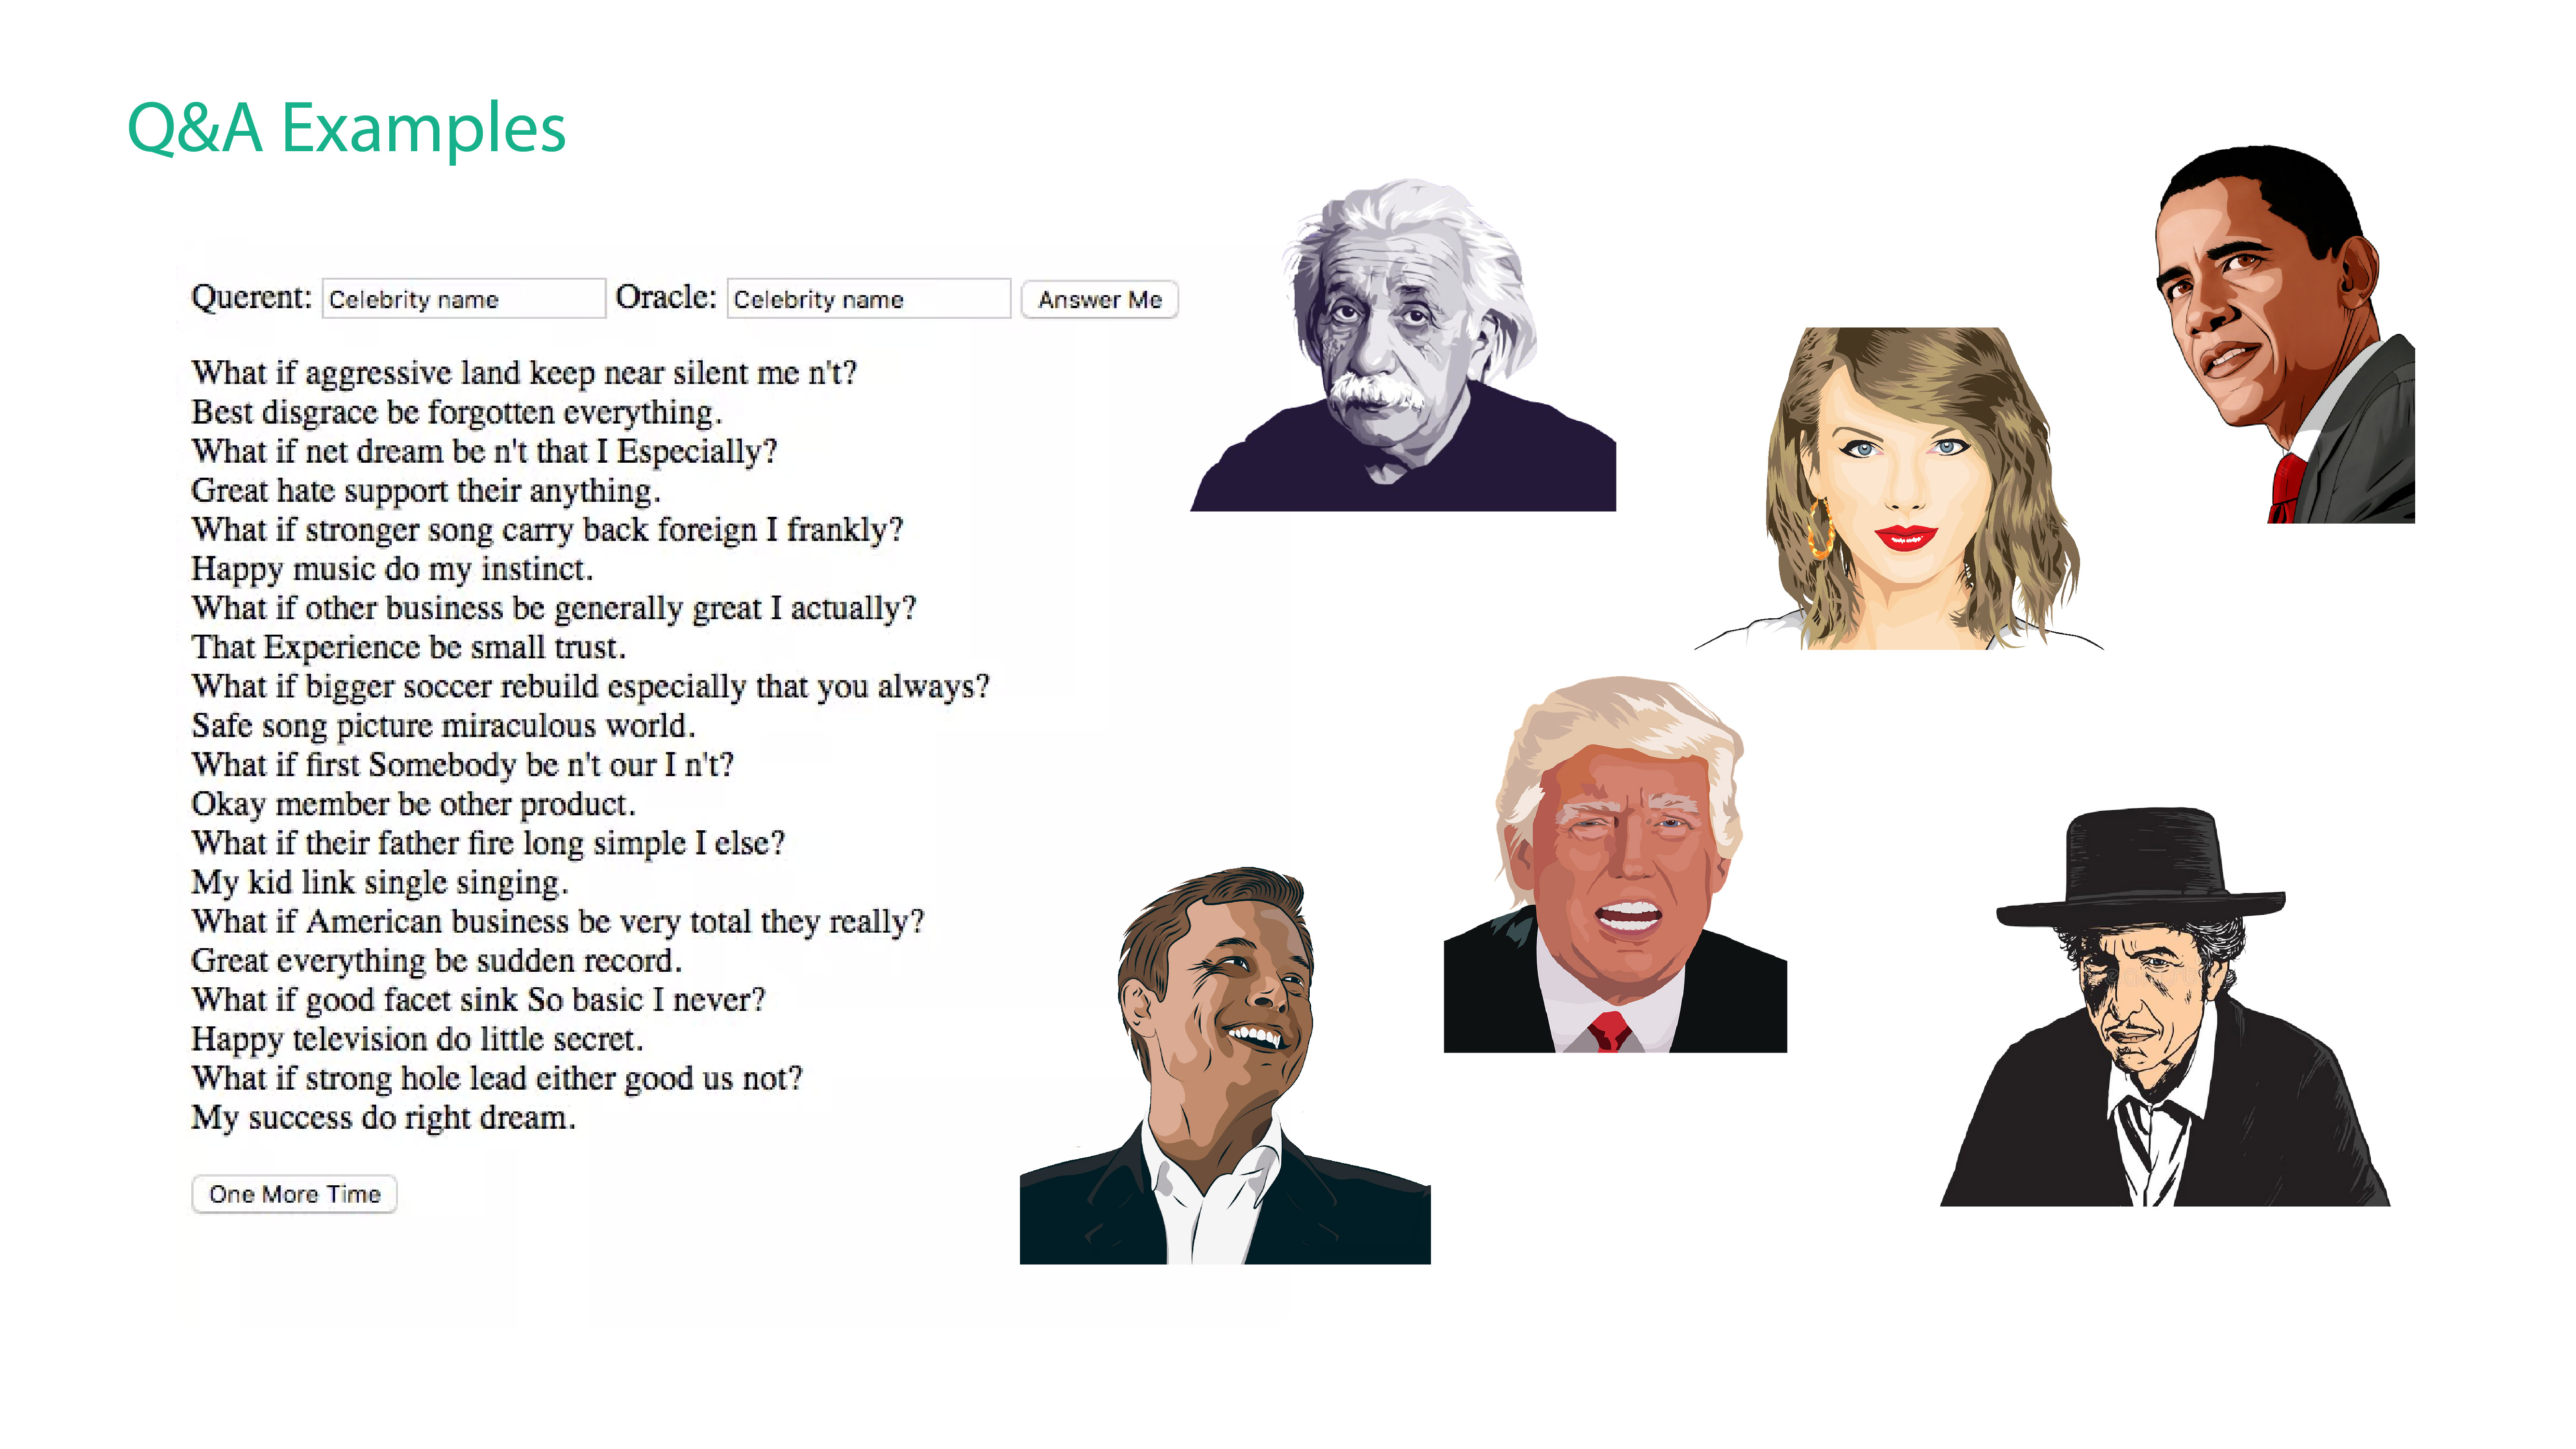 Q&A Examples
Querent: Celebrity name Oracle: Celebrity name Answer Me
What if aggressive land keep near silent me n't?
Best disgrace be forgotten everything.
What if net dream be n't that I Especially?
Great hate support their anything.
What if stronger song carry back foreign I frankly?
Happy music do my instinct.
What if other business be generally great I actually?
That Experience be small trust.
What if bigger soccer rebuild especially that you always?
Safe song picture miraculous world.
What if first Somebody be n't our I n't?
Okay member be other product.
What if their father fire long simple I else?
My kid link single singing.
What if American business be very total they really?
Great everything be sudden record.
What if good facet sink So basic I never?
Happy television do little secret.
What if strong hole lead either good us not?
My success do right dream.
One More Time